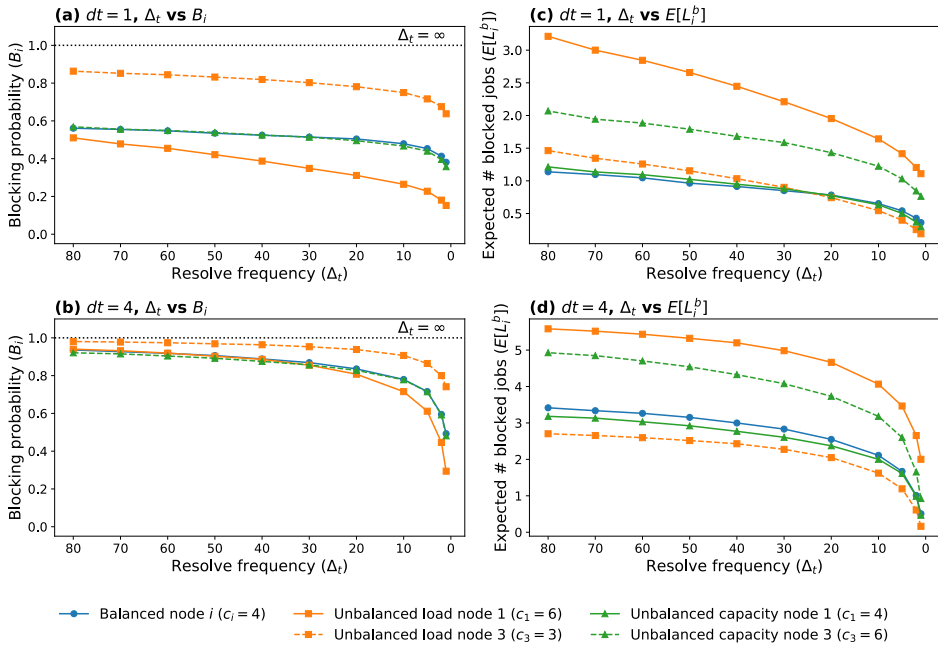 (a) dt = 1, Δt vs Bi
Δt = ∞
Blocking probability (Bi)
1.0
0.8
0.6
0.4
0.2
0.0
80 70 60 50 40 30 20 10 0
Resolve frequency (Δt)
(c) dt = 1, Δt vs E[Lᵢᵇ]
Expected # blocked jobs (E[Lᵢᵇ])
3.0
2.5
2.0
1.5
1.0
0.5
80 70 60 50 40 30 20 10 0
Resolve frequency (Δt)
(b) dt = 4, Δt vs Bi
Δt = ∞
Blocking probability (Bi)
1.0
0.8
0.6
0.4
0.2
0.0
80 70 60 50 40 30 20 10 0
Resolve frequency (Δt)
(d) dt = 4, Δt vs E[Lᵢᵇ]
Expected # blocked jobs (E[Lᵢᵇ])
5
4
3
2
1
0
80 70 60 50 40 30 20 10 0
Resolve frequency (Δt)
Balanced node i (ci = 4)
Unbalanced load node 1 (c1 = 6)
Unbalanced load node 3 (c3 = 3)
Unbalanced capacity node 1 (c1 = 4)
Unbalanced capacity node 3 (c3 = 6)